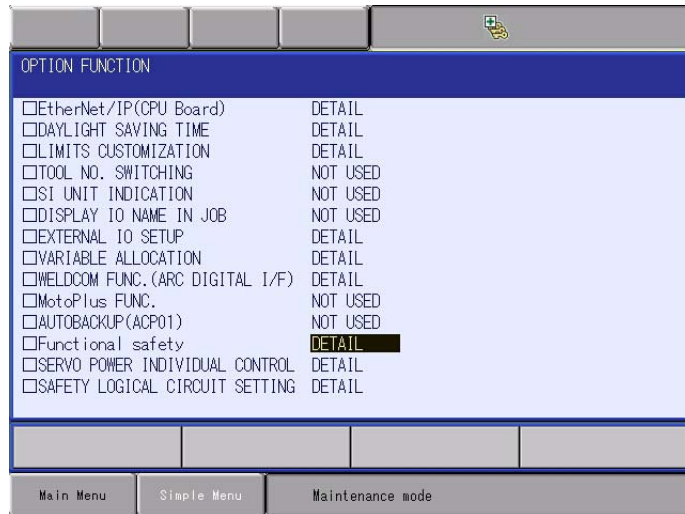 OPTION FUNCTION
□EtherNet/IP(CPU Board) DETAIL
□DAYLIGHT SAVING TIME DETAIL
□LIMITS CUSTOMIZATION DETAIL
□TOOL NO. SWITCHING NOT USED
□SI UNIT INDICATION NOT USED
□DISPLAY IO NAME IN JOB NOT USED
□EXTERNAL IO SETUP DETAIL
□VARIABLE ALLOCATION DETAIL
□WELDCOM FUNC.(ARC DIGITAL I/F) DETAIL
□MotoPlus FUNC. NOT USED
□AUTOBACKUP(ACP01) NOT USED
□Functional safety DETAIL
□SERVO POWER INDIVIDUAL CONTROL DETAIL
□SAFETY LOGICAL CIRCUIT SETTING DETAIL
Main Menu Simple Menu Maintenance mode